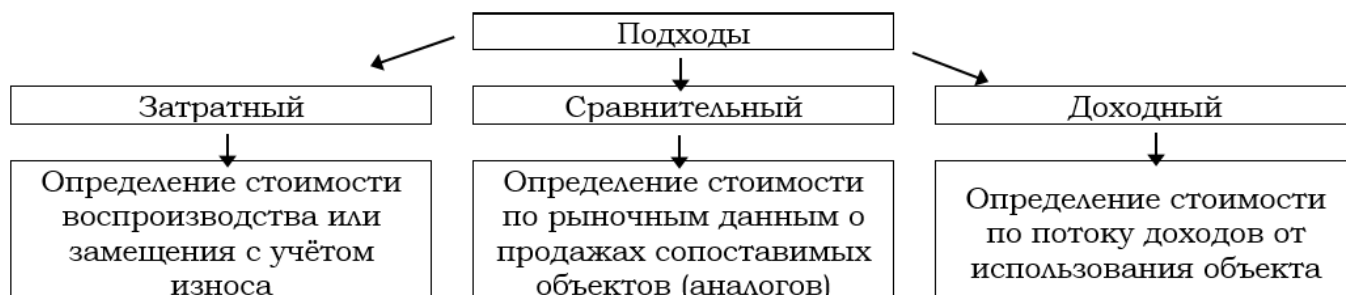 Подходы
Затратный
Сравнительный
Доходный
Определение стоимости
воспроизводства или
замещения с учётом
износа
Определение стоимости
по рыночным данным о
продажах сопоставимых
объектов (аналогов)
Определение стоимости
по потоку доходов от
использования объекта